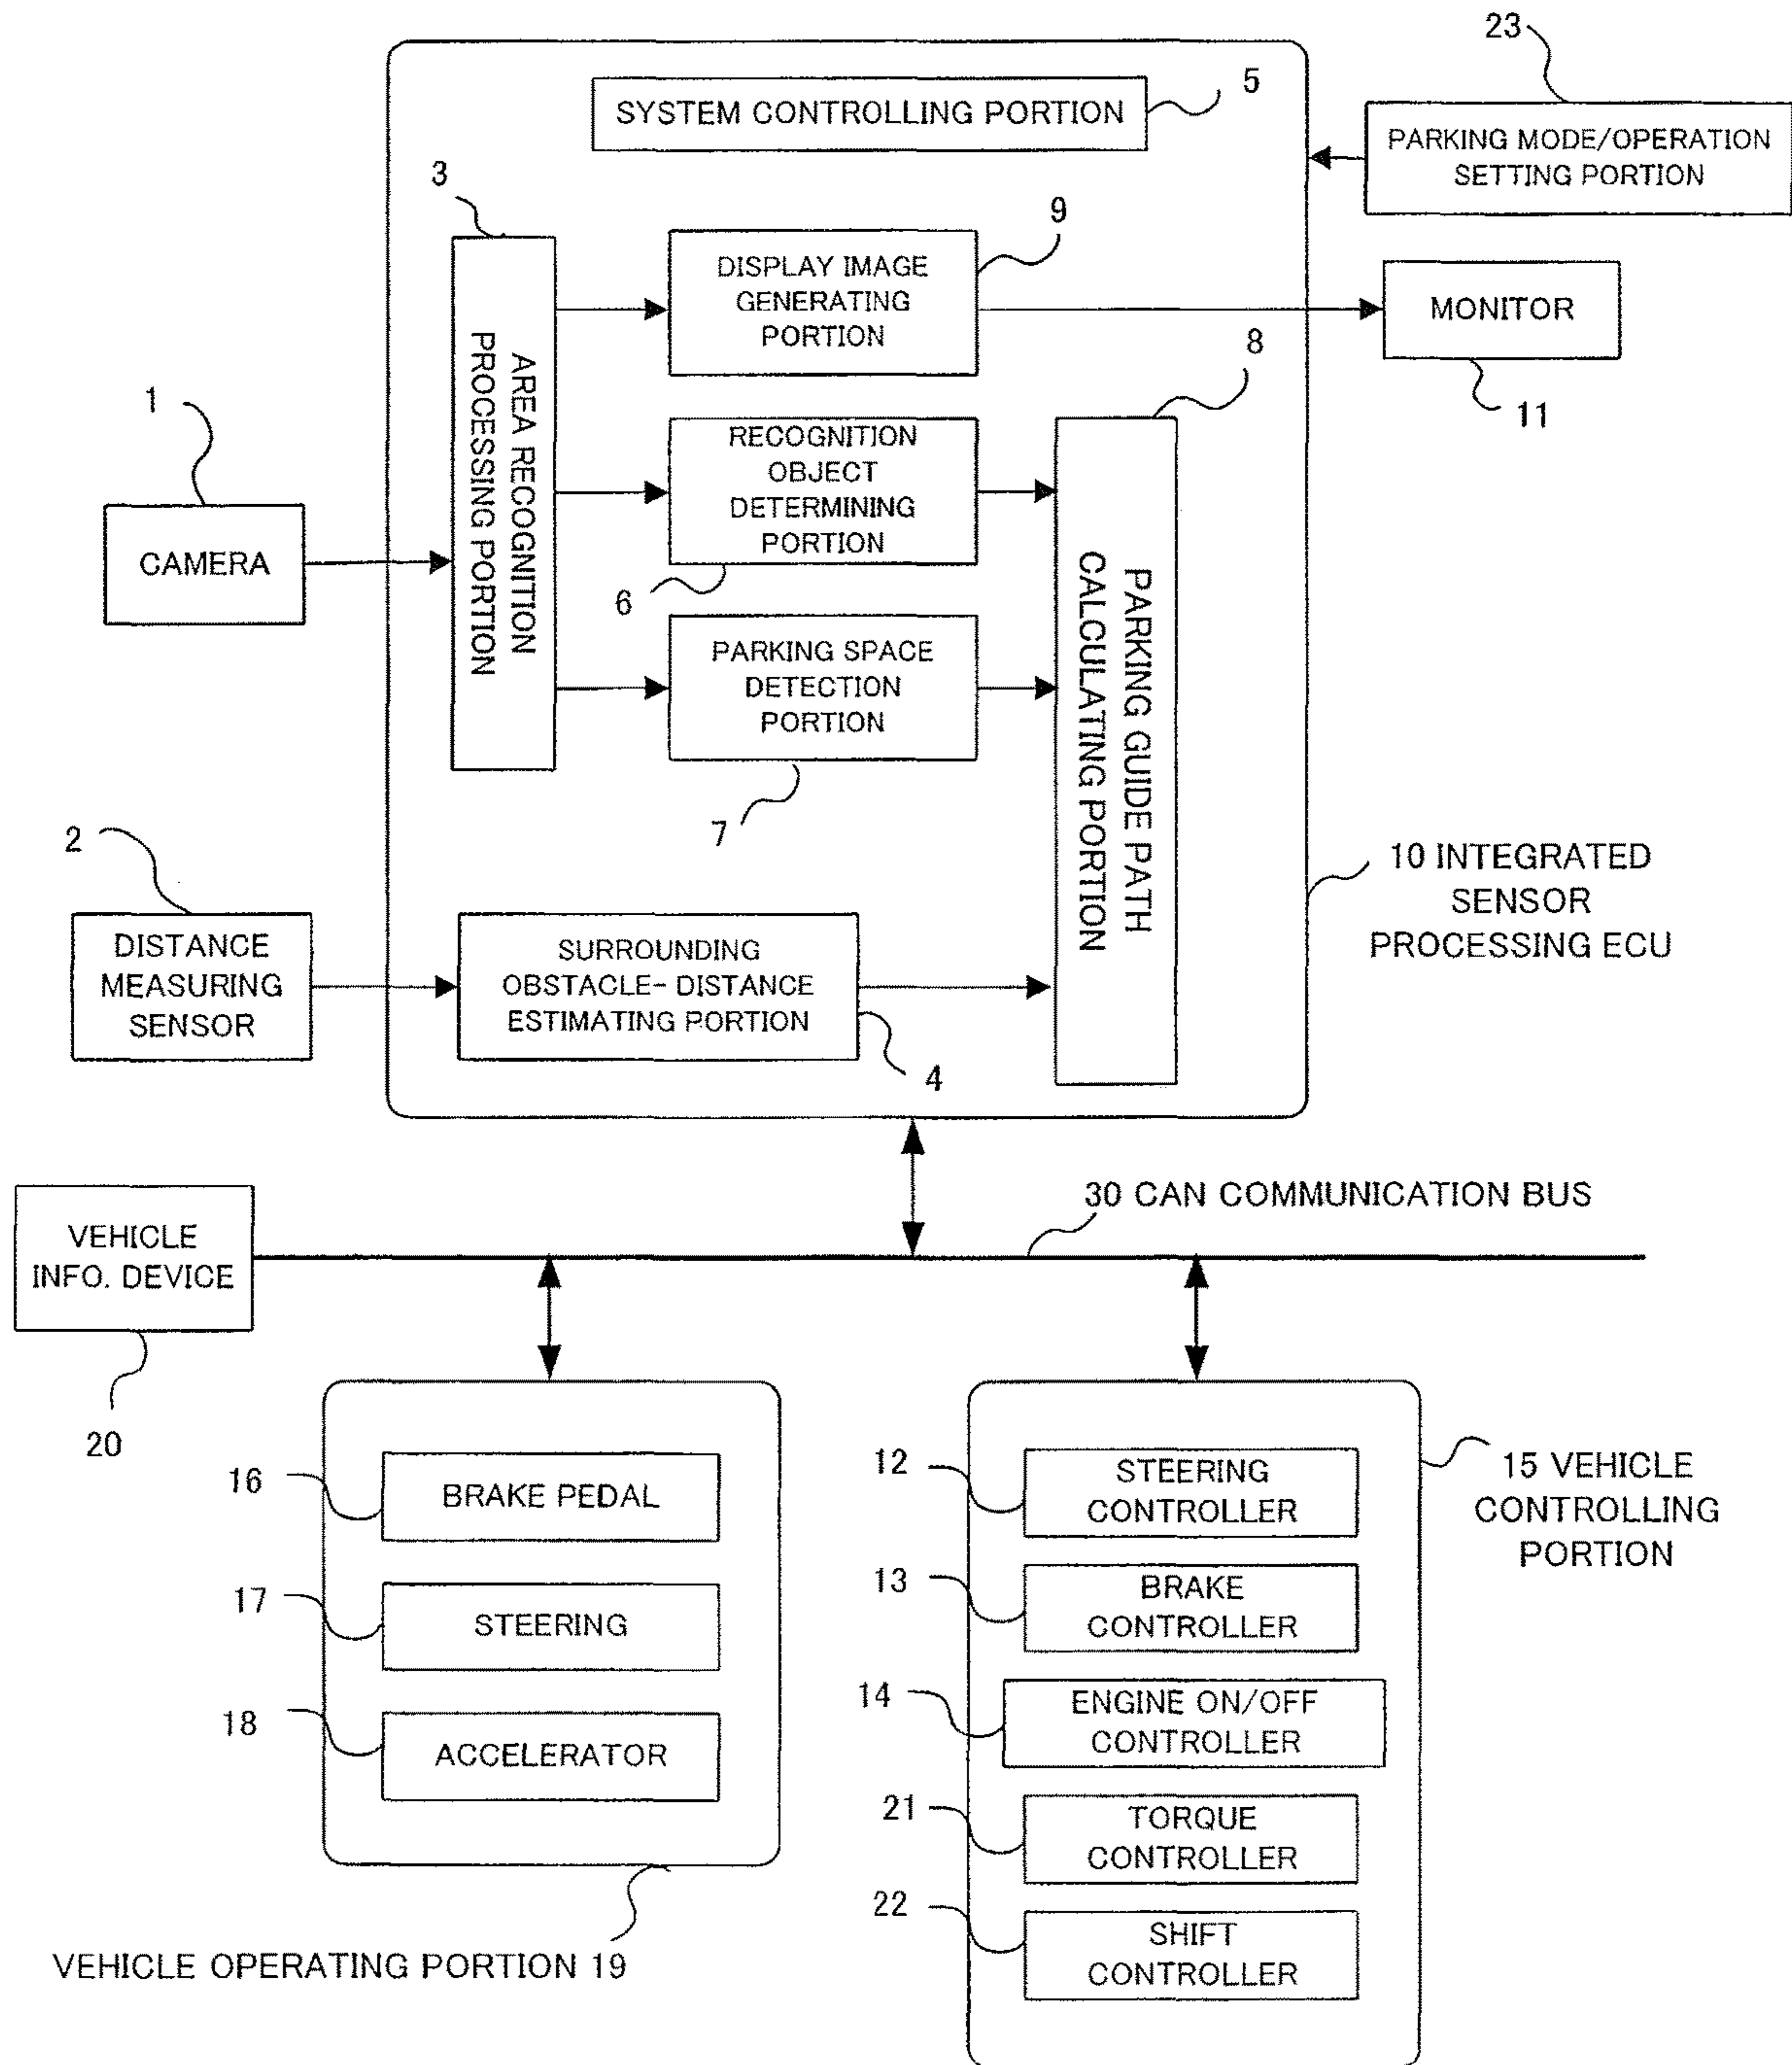 23
5
SYSTEM CONTROLLING PORTION
PARKING MODE/OPERATION
SETTING PORTION
3
9
DISPLAY IMAGE
GENERATING
PORTION
MONITOR
11
8
AREA RECOGNITION
PROCESSING PORTION
1
CAMERA
RECOGNITION
OBJECT
DETERMINING
PORTION
6
PARKING GUIDE PATH
CALCULATING PORTION
PARKING SPACE
DETECTION
PORTION
7
2
DISTANCE
MEASURING
SENSOR
SURROUNDING
OBSTACLE- DISTANCE
ESTIMATING PORTION
4
10 INTEGRATED
SENSOR
PROCESSING ECU
30 CAN COMMUNICATION BUS
VEHICLE
INFO. DEVICE
20
16
BRAKE PEDAL
17
STEERING
18
ACCELERATOR
VEHICLE OPERATING PORTION 19
12
STEERING
CONTROLLER
13
BRAKE
CONTROLLER
14
ENGINE ON/OFF
CONTROLLER
21
TORQUE
CONTROLLER
22
SHIFT
CONTROLLER
15 VEHICLE
CONTROLLING
PORTION